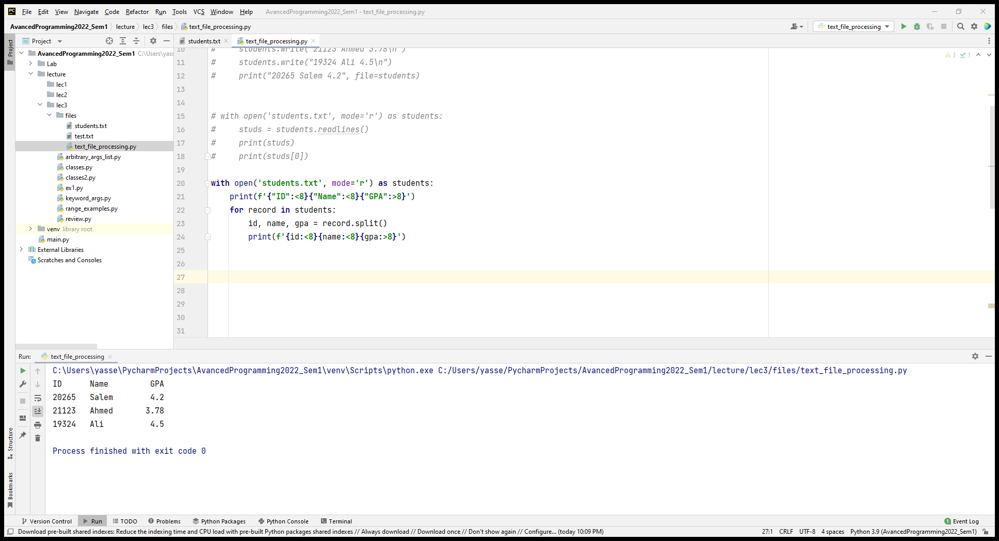 File Edit View Navigate Code Refactor Run Tools VCS Window Help AvancedProgramming2022_Sem1 - text_file_processing.py
AvancedProgramming2022_Sem1 lecture lec3 files text_file_processing.py text_file_processing
Project Project students.txt text_file_processing.py
AvancedProgramming2022_Sem1 C:\Users\yasse
Lab
lecture
lec1
lec2
lec3
files
students.txt
test.txt
text_file_processing.py
arbitrary_args_list.py
classes.py
classes2.py
ex1.py
keyword_args.py
range_examples.py
review.py
venv library root
main.py
External Libraries
Scratches and Consoles
3 1
10 # students.write("21123 Ahmed 3.78\n")
11 # students.write("19324 Ali 4.5\n")
12 # print("20265 Salem 4.2", file=students)
13
14
15 # with open('students.txt', mode='r') as students:
16 # studs = students.readlines()
17 # print(studs)
18 # print(studs[0])
19
20 with open('students.txt', mode='r') as students:
21 print(f'{"ID":<8}{"Name":<8}{"GPA":>8}')
22 for record in students:
23 id, name, gpa = record.split()
24 print(f'{id:<8}{name:<8}{gpa:>8}')
25
26
27
28
29
30
31
Run: text_file_processing
C:\Users\yasse\PycharmProjects\AvancedProgramming2022_Sem1\venv\Scripts\python.exe C:/Users/yasse/PycharmProjects/AvancedProgramming2022_Sem1/lecture/lec3/files/text_file_processing.py
ID Name GPA
20265 Salem 4.2
21123 Ahmed 3.78
19324 Ali 4.5
Process finished with exit code 0
Structure
Bookmarks
Version Control Run TODO Problems Python Packages Python Console Terminal 1 Event Log
Download pre-built shared indexes: Reduce the indexing time and CPU load with pre-built Python packages shared indexes // Always download // Download once // Don't show again // Configure... (today 10:09 PM) 27:1 CRLF UTF-8 4 spaces Python 3.9 (AvancedProgramming2022_Sem1)